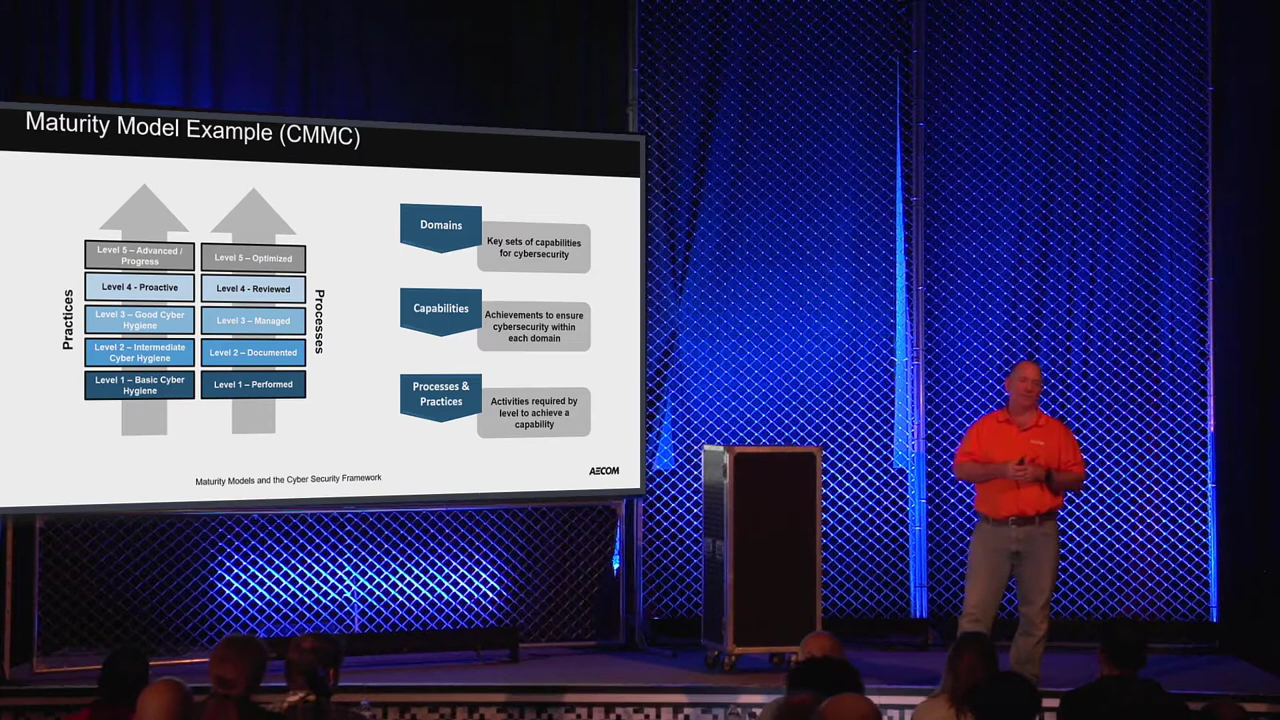 Maturity Model Example (CMMC)
Practices
Level 5 – Advanced /
Progress
Level 4 - Proactive
Level 3 – Good Cyber
Hygiene
Level 2 – Intermediate
Cyber Hygiene
Level 1 – Basic Cyber
Hygiene
Level 5 – Optimized
Level 4 - Reviewed
Level 3 – Managed
Level 2 – Documented
Level 1 – Performed
Processes
Domains
Key sets of capabilities
for cybersecurity
Capabilities
Achievements to ensure
cybersecurity within
each domain
Processes &
Practices
Activities required by
level to achieve a
capability
Maturity Models and the Cyber Security Framework
AECOM